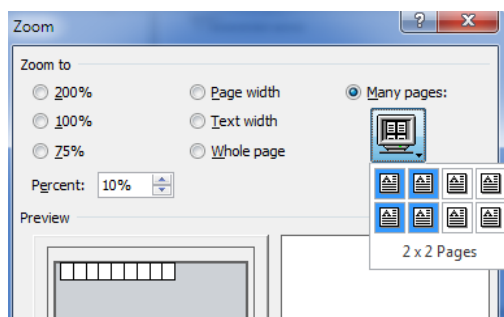 Zoom
Zoom to
200% Page width Many pages:
100% Text width
75% Whole page
Percent: 10%
2 x 2 Pages
Preview